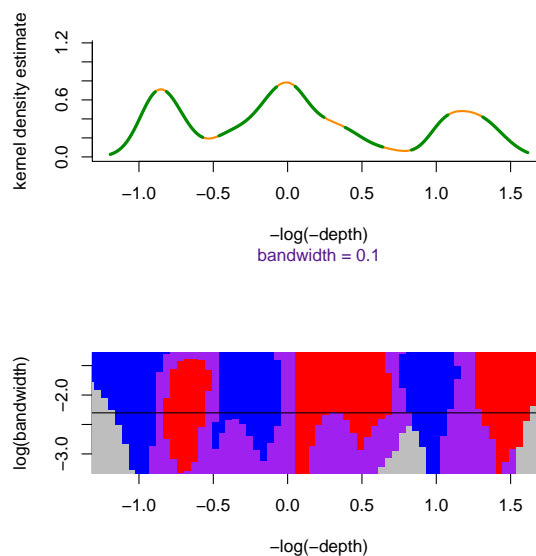 kernel density estimate
1.2
0.6
0.0
−1.0 −0.5 0.0 0.5 1.0 1.5
−log(−depth)
bandwidth = 0.1
log(bandwidth)
−2.0
−3.0
−1.0 −0.5 0.0 0.5 1.0 1.5
−log(−depth)